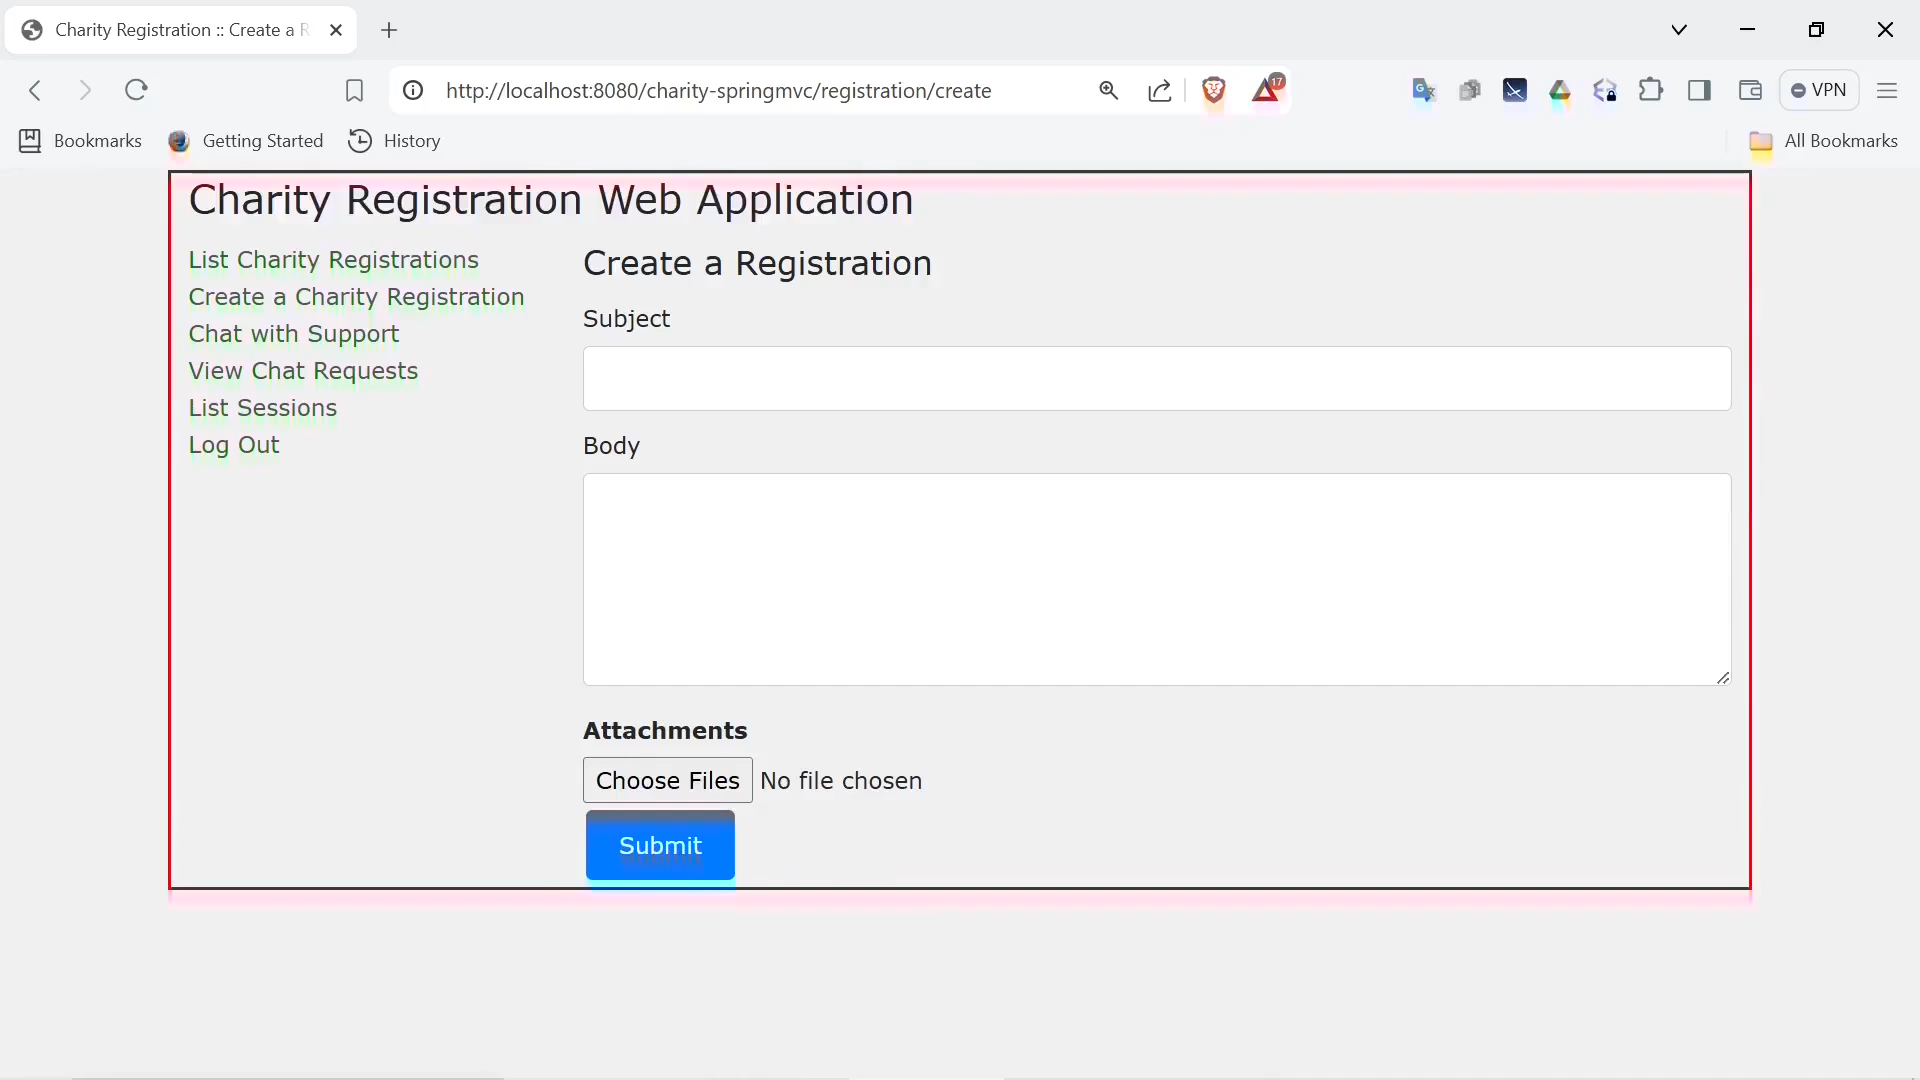 Charity Registration :: Create a R
http://localhost:8080/charity-springmvc/registration/create
17
VPN
Bookmarks
Getting Started
History
All Bookmarks
Charity Registration Web Application
List Charity Registrations
Create a Charity Registration
Chat with Support
View Chat Requests
List Sessions
Log Out
Create a Registration
Subject
Body
Attachments
Choose Files No file chosen
Submit